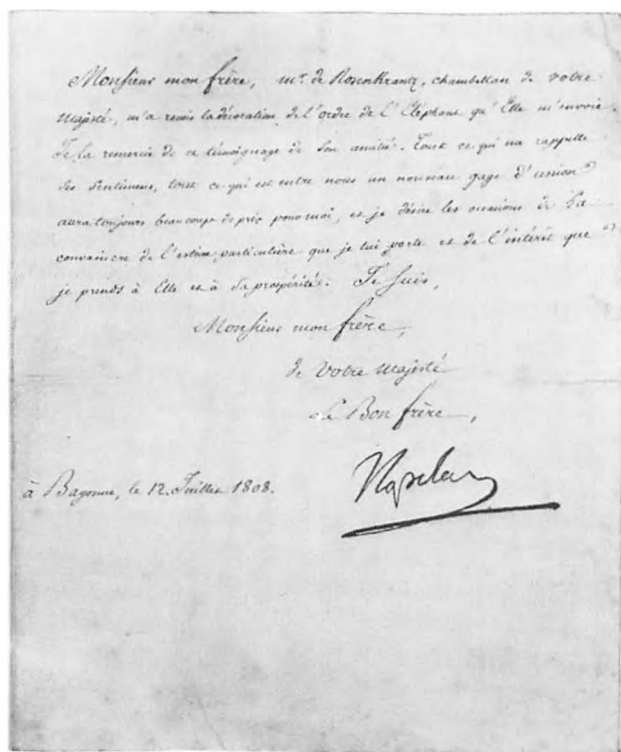 Monsieur mon frère, mr. de Rosenkrantz, chambellan de votre
Majesté, m'a remis la décoration de l'ordre de l'Eléphant qu'Elle m'envoie.
Je la remercie de ce témoignage de son amitié. Tout ce qui me rappelle
ses sentimens, tout ce qui est entre nous un nouveau gage d'union
aura toujours beaucoup de prix pour moi, et je désire les occasions de La
convaincre de l'estime particulière que je lui porte et de l'intérêt que
je prends à Elle et à sa prospérité. Je suis,
Monsieur mon frère,
de Votre Majesté
Le Bon frère,
à Bayonne, le 12. Juillet 1808.
Napoleon